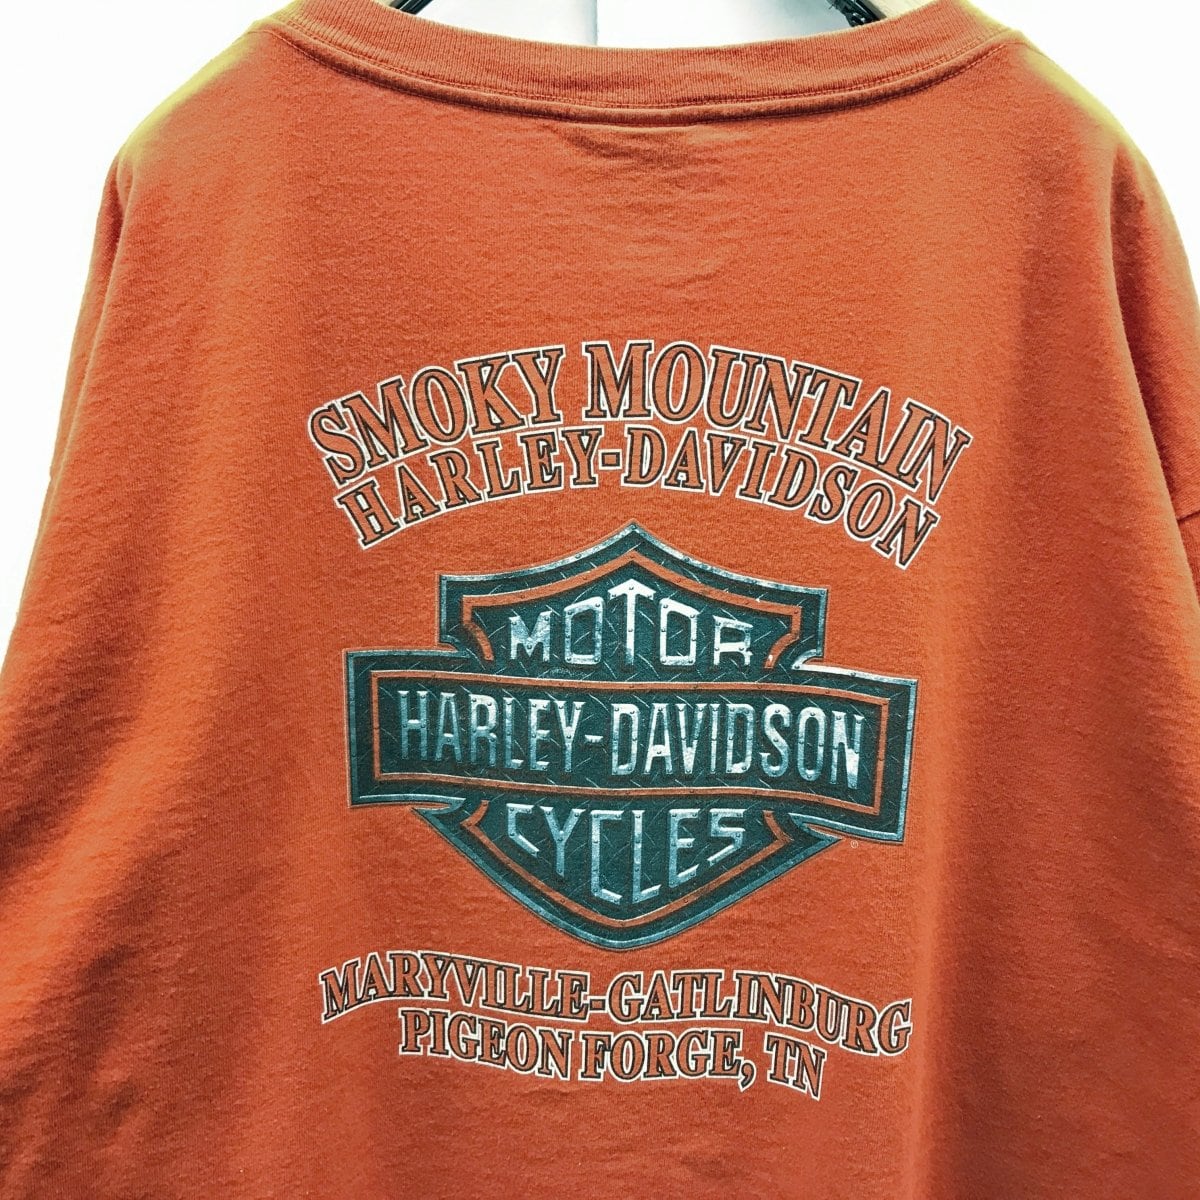 SMOKY MOUNTAIN
HARLEY-DAVIDSON
MOTOR
HARLEY-DAVIDSON
CYCLES
®
MARYVILLE-GATLINBURG
PIGEON FORGE, TN